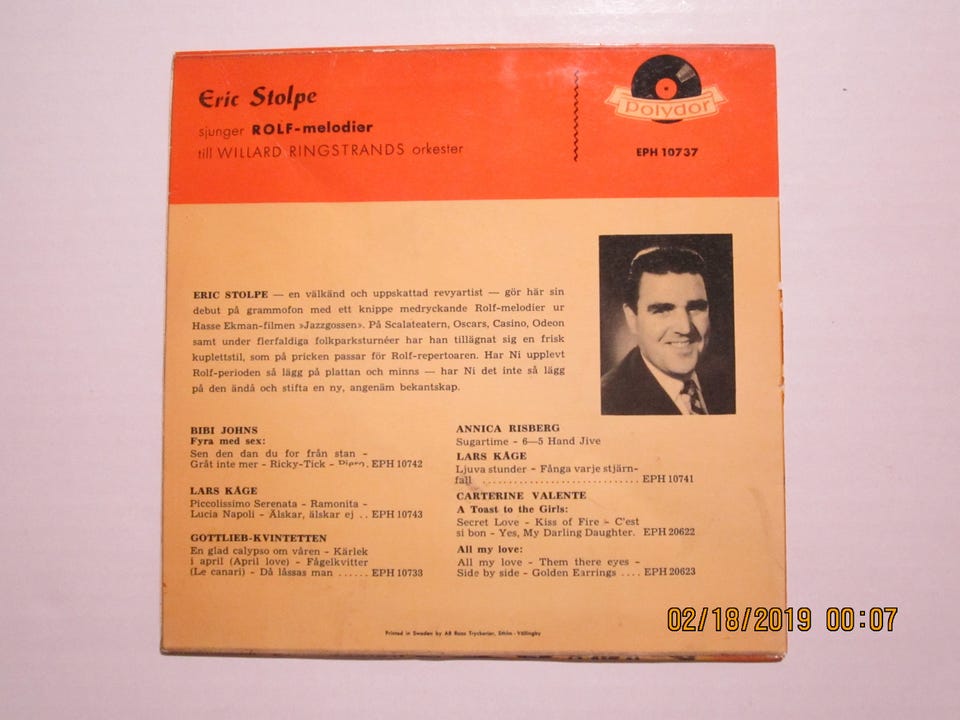 Eric Stolpe
sjunger ROLF-melodier
till WILLARD RINGSTRANDS orkester
Polydor
EPH 10737
ERIC STOLPE — en välkänd och uppskattad revyartist — gör här sin
debut på grammofon med ett knippe medryckande Rolf-melodier ur
Hasse Ekman-filmen »Jazzgossen». På Scalateatern, Oscars, Casino, Odeon
samt under flerfaldiga folkparksturnéer har han tillägnat sig en frisk
kuplettstil, som på pricken passar för Rolf-repertoaren. Har Ni upplevt
Rolf-perioden så lägg på plattan och minns — har Ni det inte så lägg
på den ändå och stifta en ny, angenäm bekantskap.
BIBI JOHNS
Fyra med sex:
Sen den dan du for från stan -
Gråt inte mer - Ricky-Tick - Piero. EPH 10742
LARS KÅGE
Piccolissimo Serenata - Ramonita -
Lucia Napoli - Älskar, älskar ej .. EPH 10743
GOTTLIEB-KVINTETTEN
En glad calypso om våren - Kärlek
i april (April love) - Fågelkvitter
(Le canari) - Då låssas man ...... EPH 10733
ANNICA RISBERG
Sugartime - 6—5 Hand Jive
LARS KÅGE
Ljuva stunder - Fånga varje stjärn-
fall ............................. EPH 10741
CARTERINE VALENTE
A Toast to the Girls:
Secret Love - Kiss of Fire - C'est
si bon - Yes, My Darling Daughter. EPH 20622
All my love:
All my love - Them there eyes -
Side by side - Golden Earrings .... EPH 20623
Printed in Sweden by AB Roos Tryckerier, Sthlm - Vällingby
02/18/2019 00:07